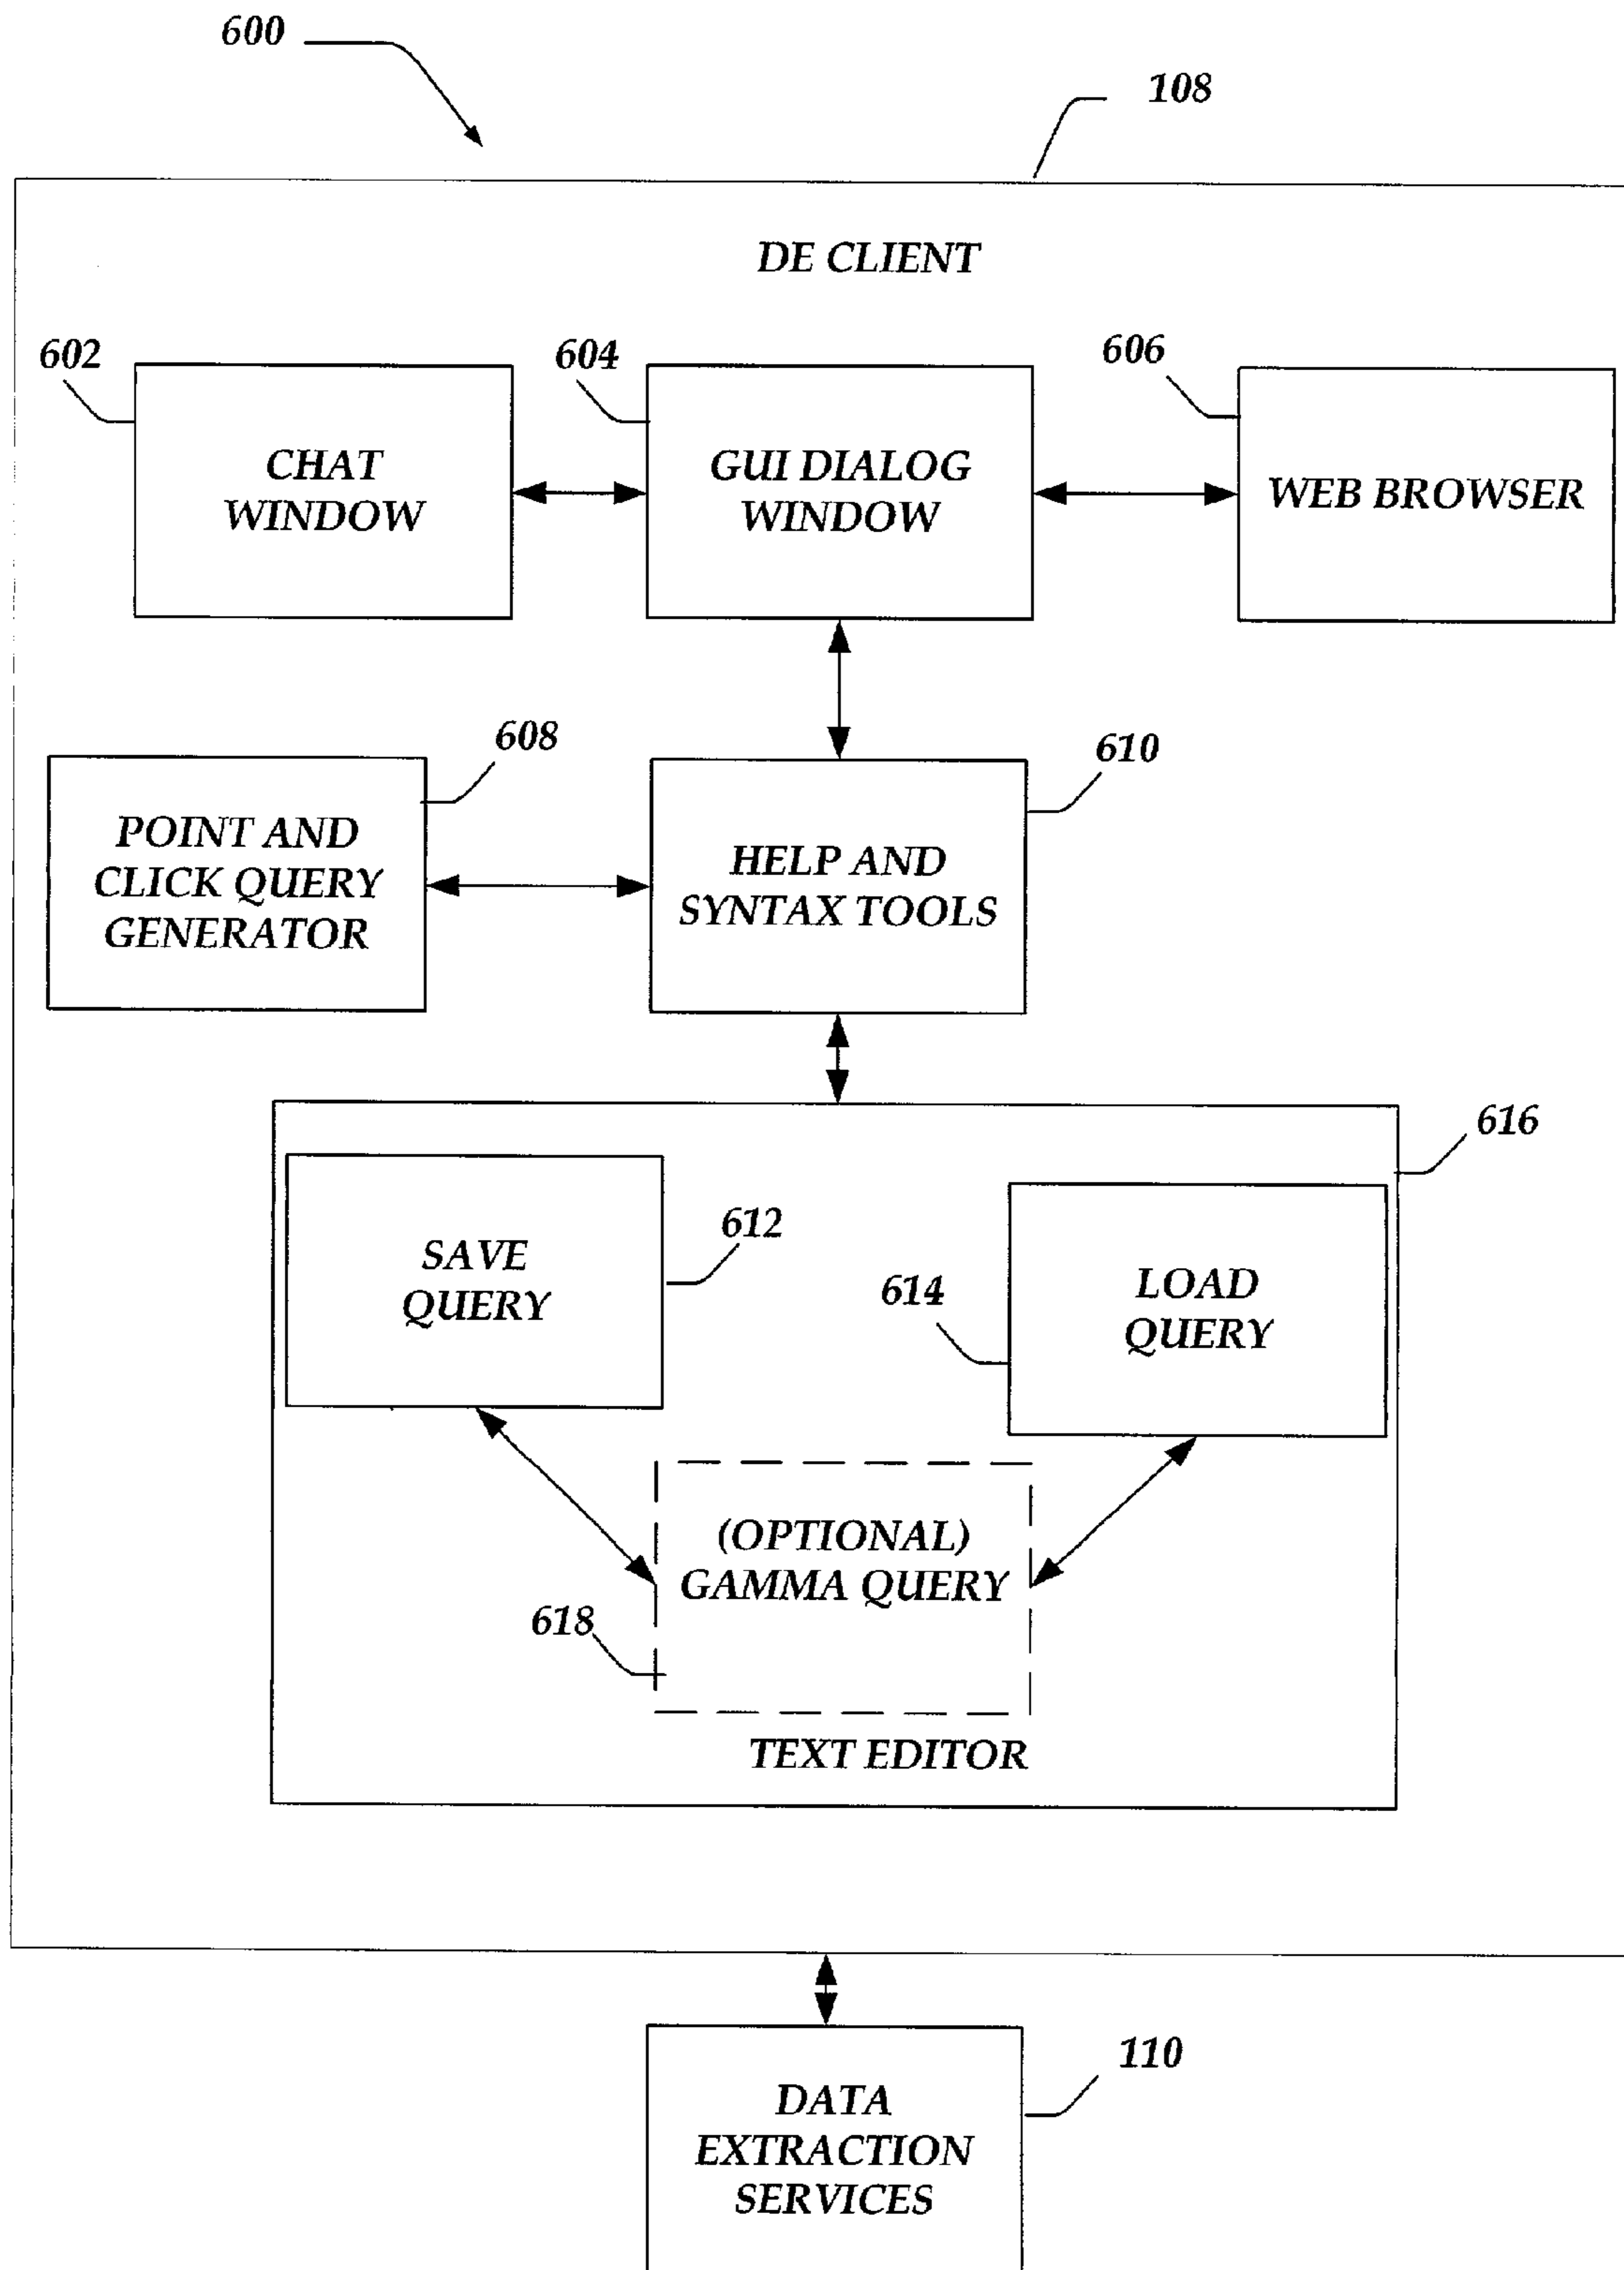 600
108
DE CLIENT
602
604
606
CHAT
WINDOW
GUI DIALOG
WINDOW
WEB BROWSER
608
610
POINT AND
CLICK QUERY
GENERATOR
HELP AND
SYNTAX TOOLS
616
SAVE
QUERY
612
614
LOAD
QUERY
(OPTIONAL)
GAMMA QUERY
618
TEXT EDITOR
110
DATA
EXTRACTION
SERVICES